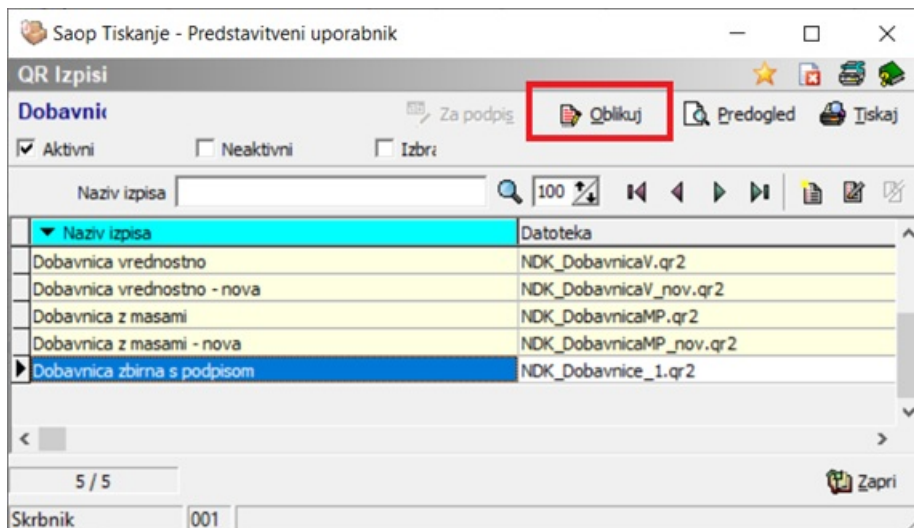 Saop Tiskanje - Predstavitveni uporabnik
QR Izpisi
Dobavnic Za podpis Oblikuj Predogled Tiskaj
Aktivni Neaktivni Izbra
Naziv izpisa 100
Naziv izpisa Datoteka
Dobavnica vrednostno NDK_DobavnicaV.qr2
Dobavnica vrednostno - nova NDK_DobavnicaV_nov.qr2
Dobavnica z masami NDK_DobavnicaMP.qr2
Dobavnica z masami - nova NDK_DobavnicaMP_nov.qr2
Dobavnica zbirna s podpisom NDK_Dobavnice_1.qr2
5 / 5 Zapri
Skrbnik 001